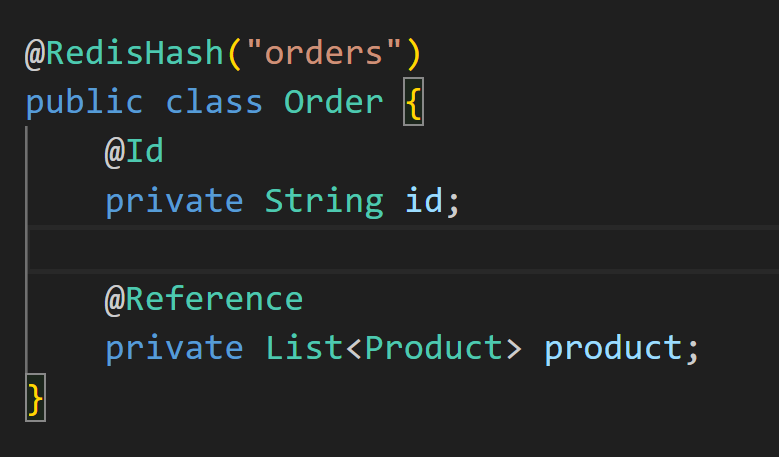 @RedisHash("orders")
public class Order {
@Id
private String id;
@Reference
private List<Product> product;
}